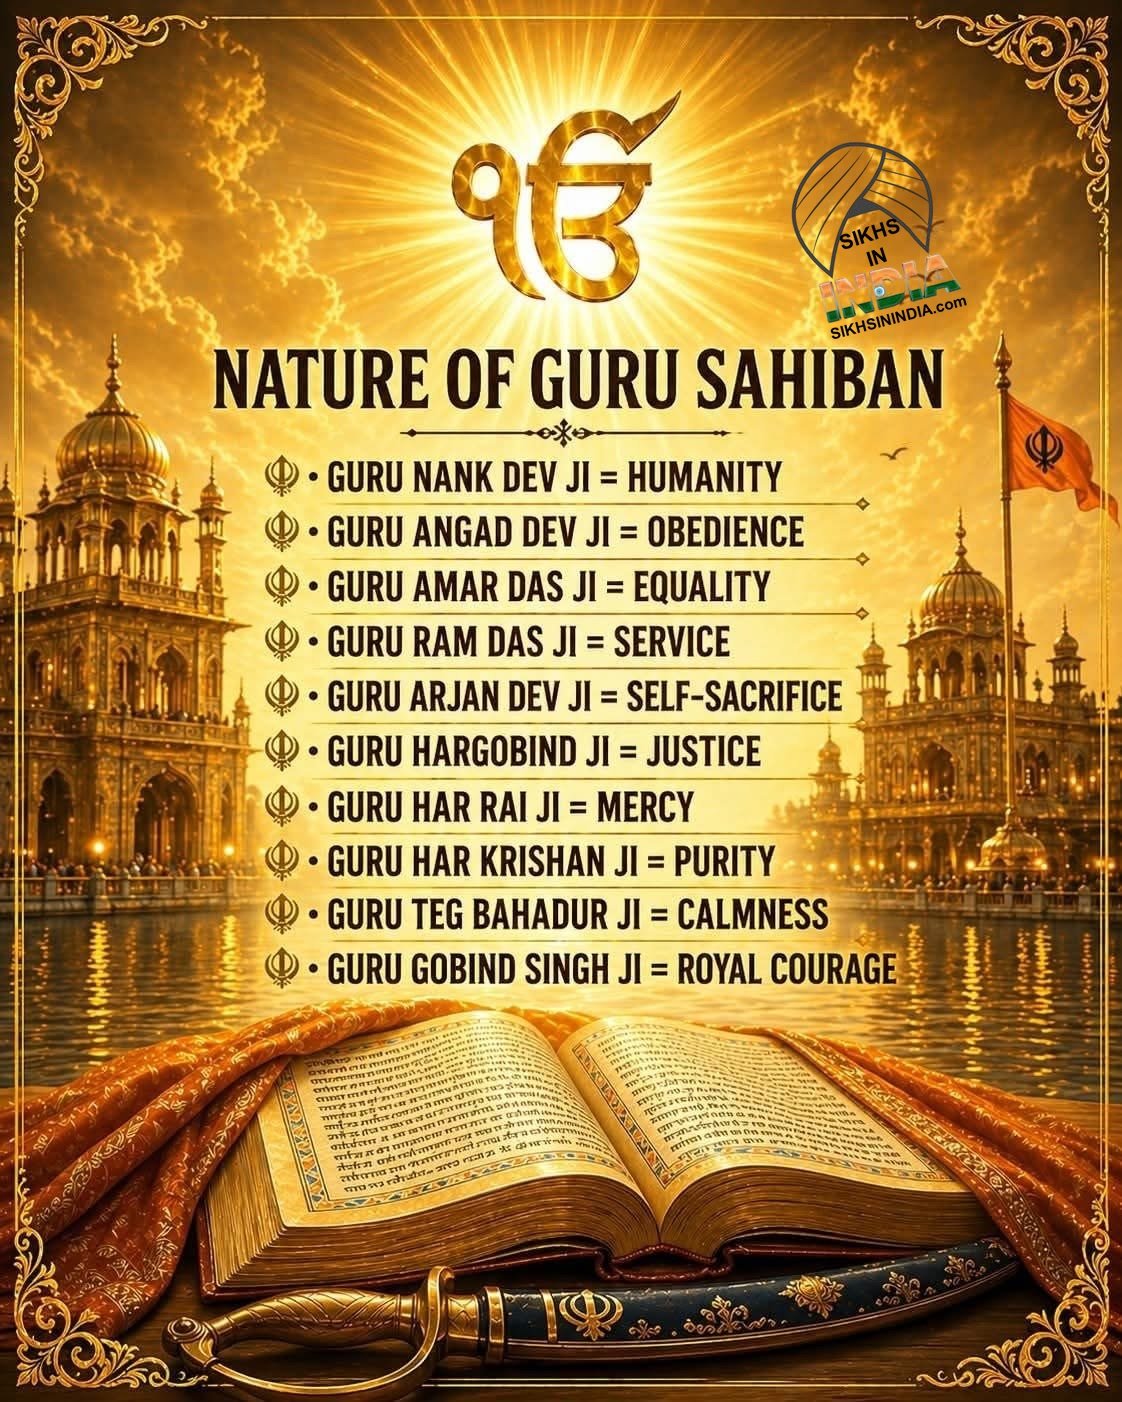 ੴ
SIKHS
IN
INDIA
SIKHSININDIA.com
NATURE OF GURU SAHIBAN
• GURU NANK DEV JI = HUMANITY
• GURU ANGAD DEV JI = OBEDIENCE
• GURU AMAR DAS JI = EQUALITY
• GURU RAM DAS JI = SERVICE
• GURU ARJAN DEV JI = SELF-SACRIFICE
• GURU HARGOBIND JI = JUSTICE
• GURU HAR RAI JI = MERCY
• GURU HAR KRISHAN JI = PURITY
• GURU TEG BAHADUR JI = CALMNESS
• GURU GOBIND SINGH JI = ROYAL COURAGE